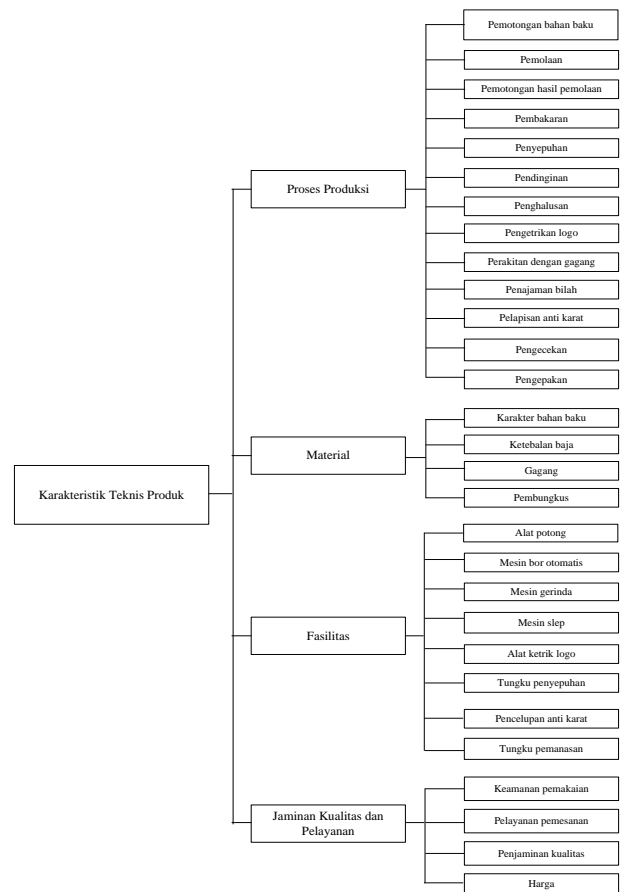 Karakteristik Teknis Produk
Proses Produksi
Pemotongan bahan baku
Pemolaan
Pemotongan hasil pemolaan
Pembakaran
Penyepuhan
Pendinginan
Penghalusan
Pengetrikan logo
Perakitan dengan gagang
Penajaman bilah
Pelapisan anti karat
Pengecekan
Pengepakan
Material
Karakter bahan baku
Ketebalan baja
Gagang
Pembungkus
Fasilitas
Alat potong
Mesin bor otomatis
Mesin gerinda
Mesin slep
Alat ketrik logo
Tungku penyepuhan
Pencelupan anti karat
Tungku pemanasan
Jaminan Kualitas dan
Pelayanan
Keamanan pemakaian
Pelayanan pemesanan
Penjaminan kualitas
Harga